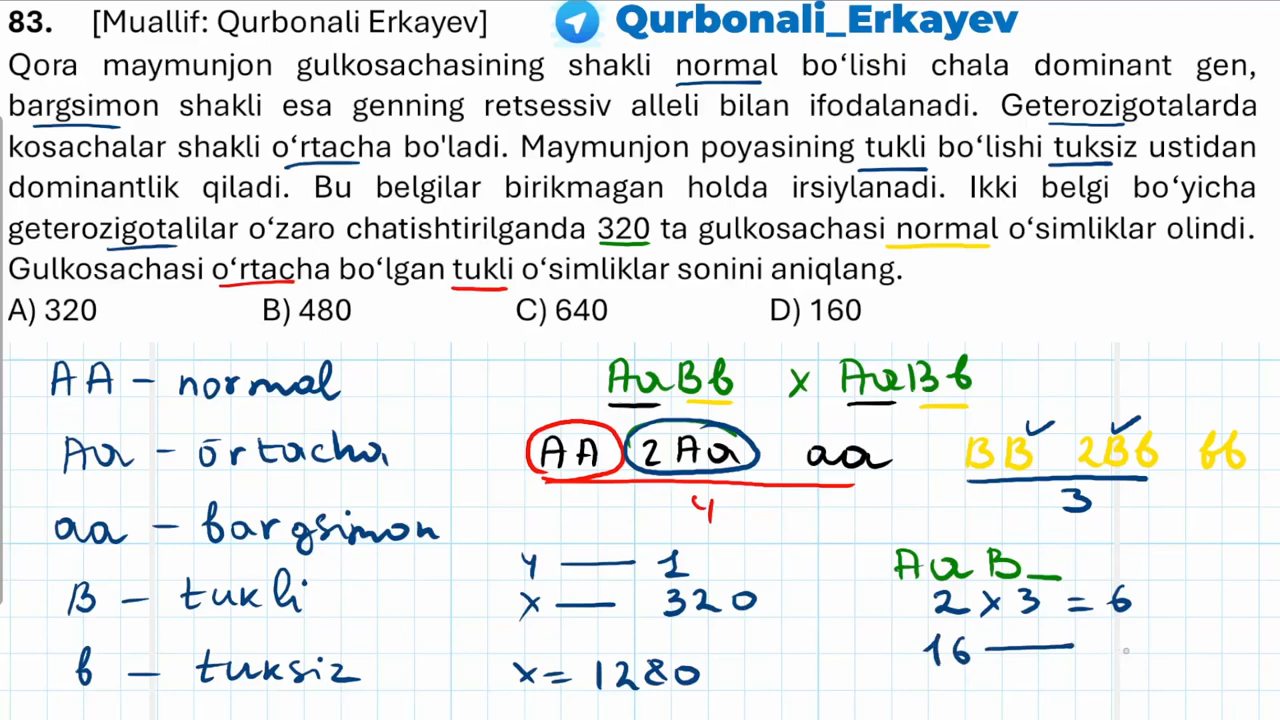 83. [Muallif: Qurbonali Erkayev] Qurbonali_Erkayev
Qora maymunjon gulkosachasining shakli normal bo‘lishi chala dominant gen,
bargsimon shakli esa genning retsessiv alleli bilan ifodalanadi. Geterozigotalarda
kosachalar shakli o‘rtacha bo'ladi. Maymunjon poyasining tukli bo‘lishi tuksiz ustidan
dominantlik qiladi. Bu belgilar birikmagan holda irsiylanadi. Ikki belgi bo‘yicha
geterozigotalilar o‘zaro chatishtirilganda 320 ta gulkosachasi normal o‘simliklar olindi.
Gulkosachasi o‘rtacha bo‘lgan tukli o‘simliklar sonini aniqlang.
A) 320 B) 480 C) 640 D) 160
AA – normal
Aa – o‘rtacha
aa – bargsimon
B – tukli
b – tuksiz
AaBb x AaBb
AA 2Aa aa BB 2Bb bb
4 3
4 — 1
x — 320
x = 1280
AaB_
2 x 3 = 6
16 —